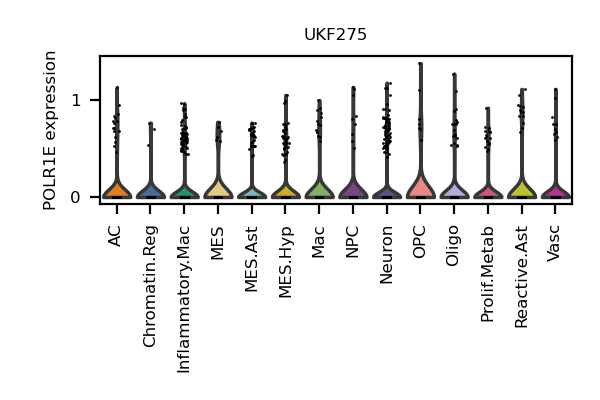 UKF275
POLR1E expression
1
0
AC
Chromatin.Reg
Inflammatory.Mac
MES
MES.Ast
MES.Hyp
Mac
NPC
Neuron
OPC
Oligo
Prolif.Metab
Reactive.Ast
Vasc